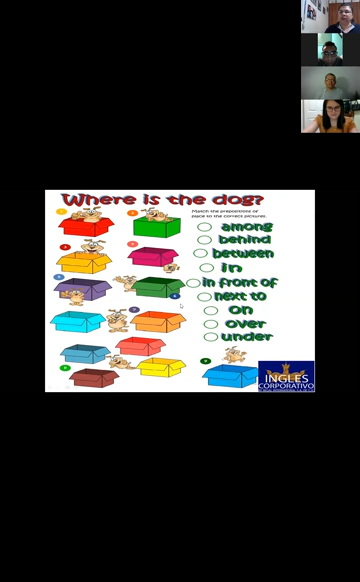 Where is the dog?
Match the prepositions of
place to the correct pictures.
among
behind
between
in
in front of
next to
on
over
under
INGLES
CORPORATIVO